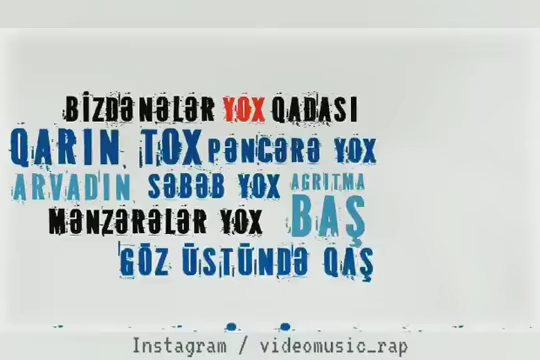 BİZDƏ NƏLƏR YOX QADASI
QARIN TOX PƏNCƏRƏ YOX
ARVADIN SƏBƏB YOX AGRITMA
MƏNZƏRƏLƏR YOX BAŞ
GÖZ ÜSTÜNDƏ QAŞ
Instagram / videomusic_rap